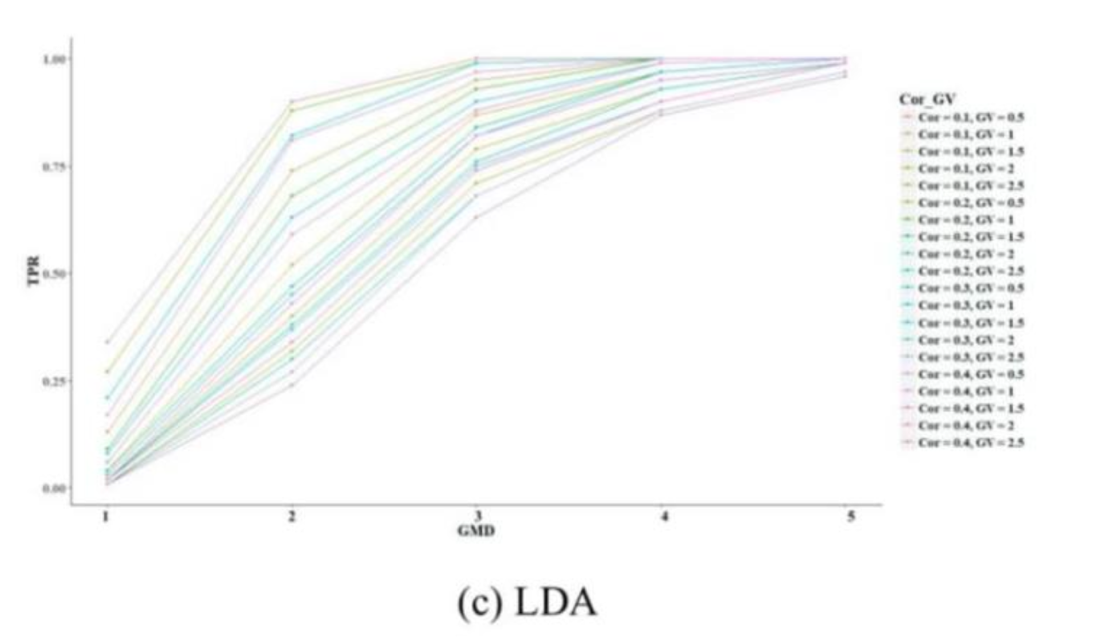 1.00
0.75
0.50
0.25
0.00
TPR
1
2
3
4
5
GMD
Cor_GV
Cor = 0.1, GV = 0.5
Cor = 0.1, GV = 1
Cor = 0.1, GV = 1.5
Cor = 0.1, GV = 2
Cor = 0.1, GV = 2.5
Cor = 0.2, GV = 0.5
Cor = 0.2, GV = 1
Cor = 0.2, GV = 1.5
Cor = 0.2, GV = 2
Cor = 0.2, GV = 2.5
Cor = 0.3, GV = 0.5
Cor = 0.3, GV = 1
Cor = 0.3, GV = 1.5
Cor = 0.3, GV = 2
Cor = 0.3, GV = 2.5
Cor = 0.4, GV = 0.5
Cor = 0.4, GV = 1
Cor = 0.4, GV = 1.5
Cor = 0.4, GV = 2
Cor = 0.4, GV = 2.5
(c) LDA